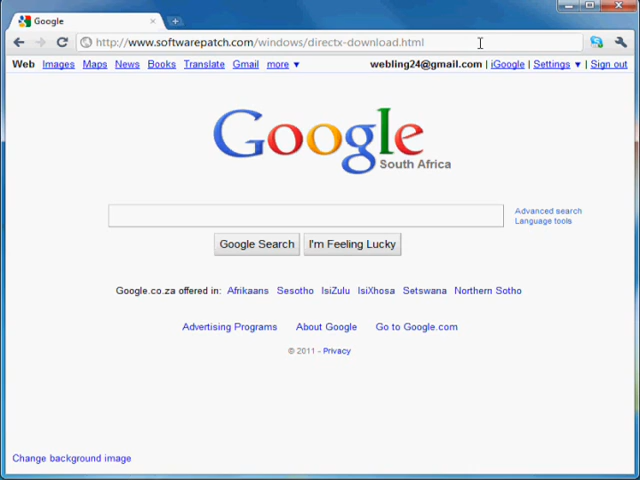 Google
http://www.softwarepatch.com/windows/directx-download.html
Web Images Maps News Books Translate Gmail more ▼ webling24@gmail.com | iGoogle | Settings ▼ | Sign out
Google
South Africa
Advanced search
Language tools
Google Search I'm Feeling Lucky
Google.co.za offered in: Afrikaans Sesotho IsiZulu IsiXhosa Setswana Northern Sotho
Advertising Programs About Google Go to Google.com
© 2011 - Privacy
Change background image